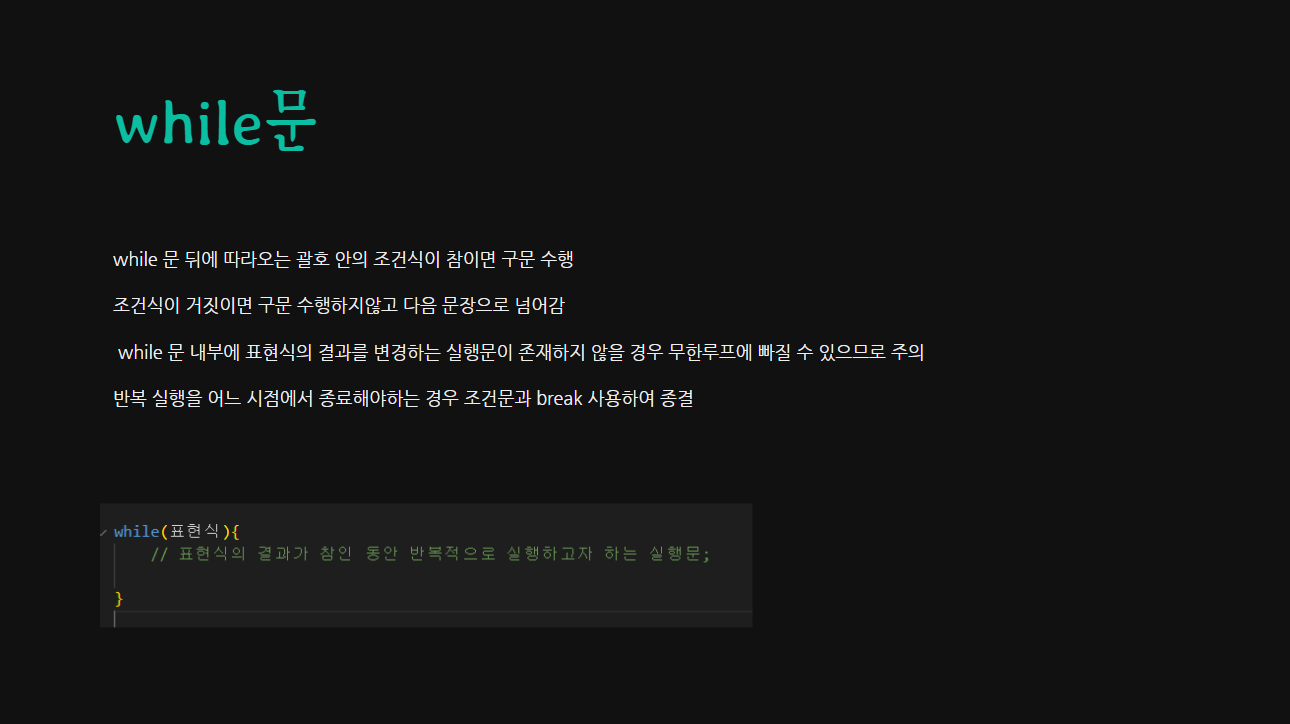 while문
while 문 뒤에 따라오는 괄호 안의 조건식이 참이면 구문 수행
조건식이 거짓이면 구문 수행하지않고 다음 문장으로 넘어감
while 문 내부에 표현식의 결과를 변경하는 실행문이 존재하지 않을 경우 무한루프에 빠질 수 있으므로 주의
반복 실행을 어느 시점에서 종료해야하는 경우 조건문과 break 사용하여 종결
while(표현식){
// 표현식의 결과가 참인 동안 반복적으로 실행하고자 하는 실행문;
}